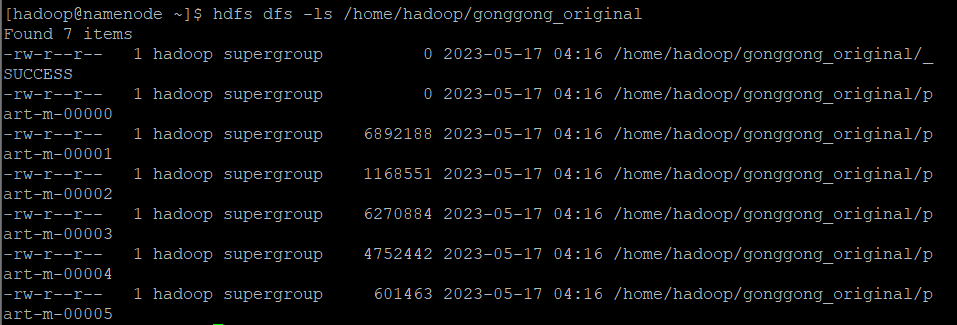 [hadoop@namenode ~]$ hdfs dfs -ls /home/hadoop/gonggong_original
Found 7 items
-rw-r--r--   1 hadoop supergroup          0 2023-05-17 04:16 /home/hadoop/gonggong_original/_
SUCCESS
-rw-r--r--   1 hadoop supergroup          0 2023-05-17 04:16 /home/hadoop/gonggong_original/p
art-m-00000
-rw-r--r--   1 hadoop supergroup    6892188 2023-05-17 04:16 /home/hadoop/gonggong_original/p
art-m-00001
-rw-r--r--   1 hadoop supergroup    1168551 2023-05-17 04:16 /home/hadoop/gonggong_original/p
art-m-00002
-rw-r--r--   1 hadoop supergroup    6270884 2023-05-17 04:16 /home/hadoop/gonggong_original/p
art-m-00003
-rw-r--r--   1 hadoop supergroup    4752442 2023-05-17 04:16 /home/hadoop/gonggong_original/p
art-m-00004
-rw-r--r--   1 hadoop supergroup     601463 2023-05-17 04:16 /home/hadoop/gonggong_original/p
art-m-00005